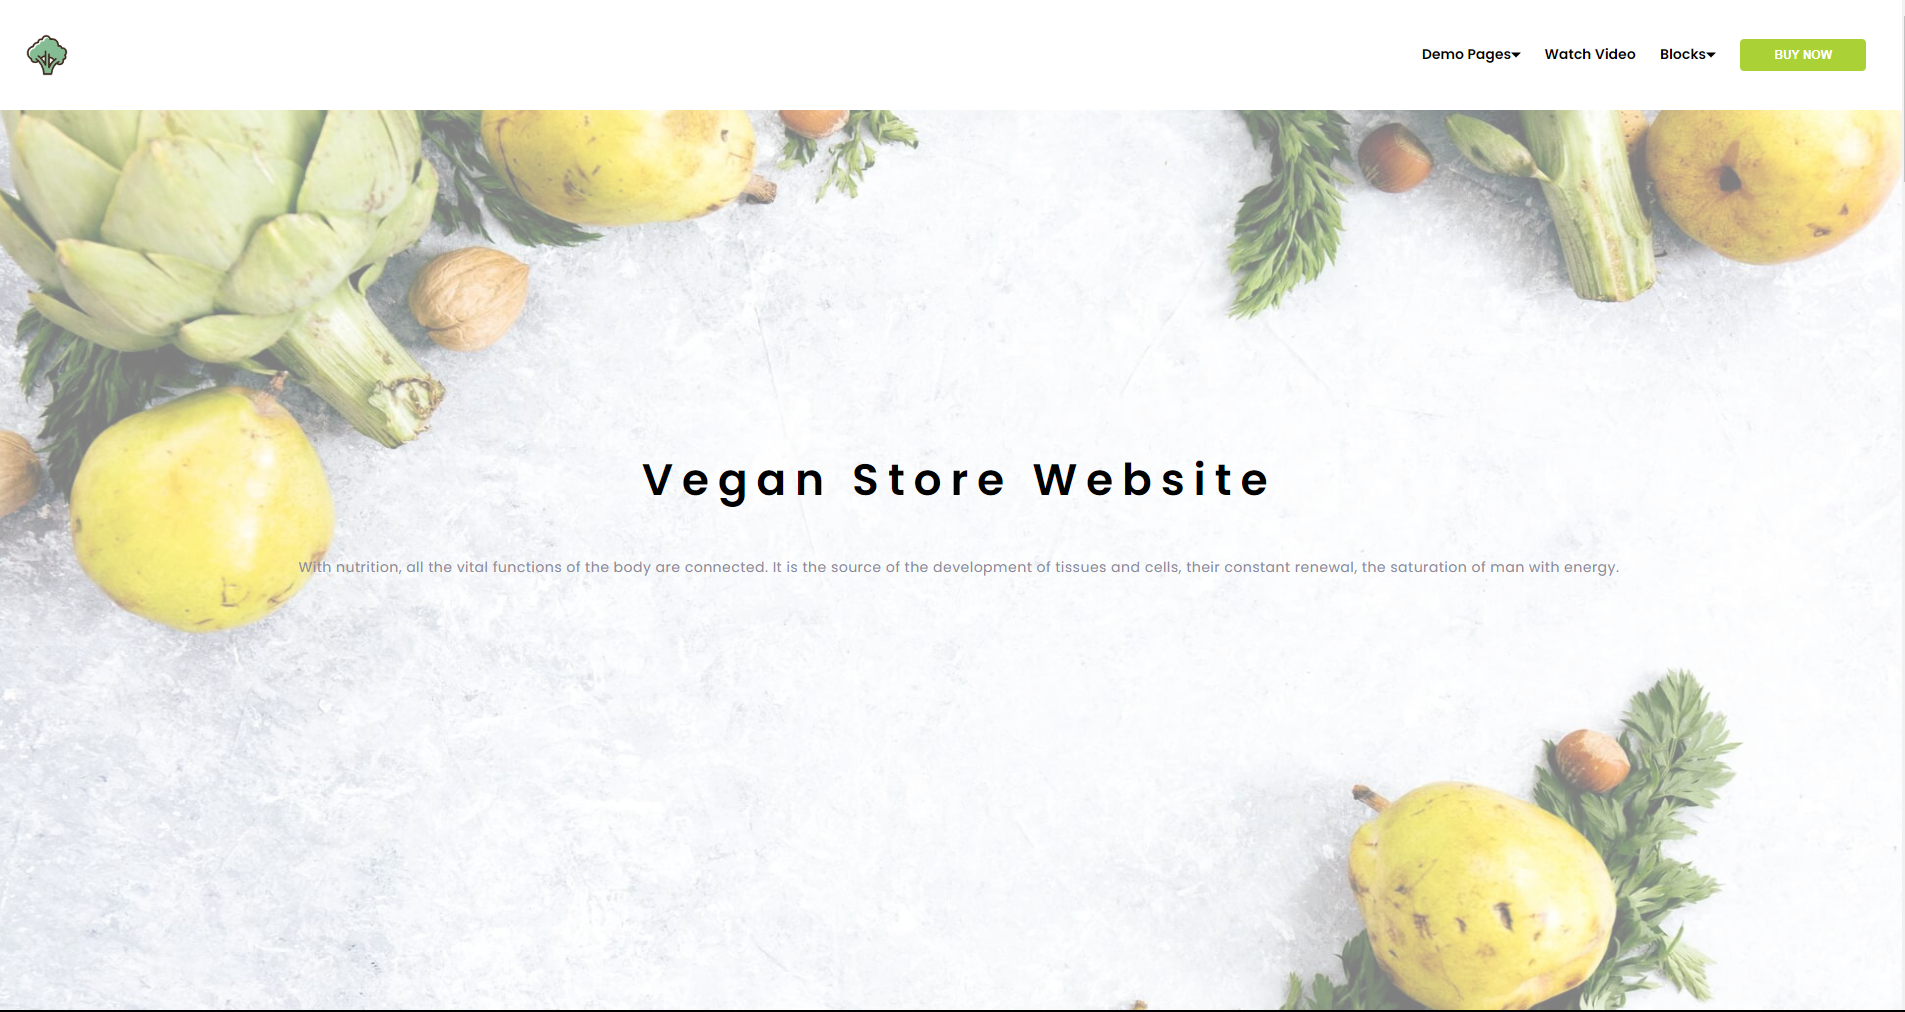 Demo Pages Watch Video Blocks BUY NOW
Vegan Store Website
With nutrition, all the vital functions of the body are connected. It is the source of the development of tissues and cells, their constant renewal, the saturation of man with energy.